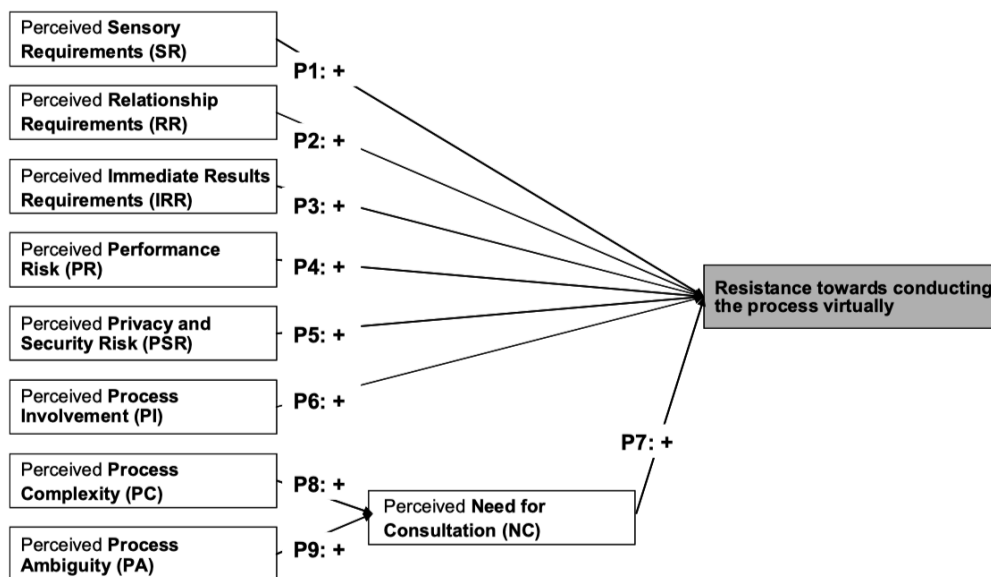 Perceived Sensory
Requirements (SR)
P1: +
Perceived Relationship
Requirements (RR)
P2: +
Perceived Immediate Results
Requirements (IRR)
P3: +
Perceived Performance
Risk (PR)
P4: +
Resistance towards conducting
the process virtually
Perceived Privacy and
Security Risk (PSR)
P5: +
Perceived Process
Involvement (PI)
P6: +
P7: +
Perceived Process
Complexity (PC)
P8: +
Perceived Need for
Consultation (NC)
Perceived Process
Ambiguity (PA)
P9: +